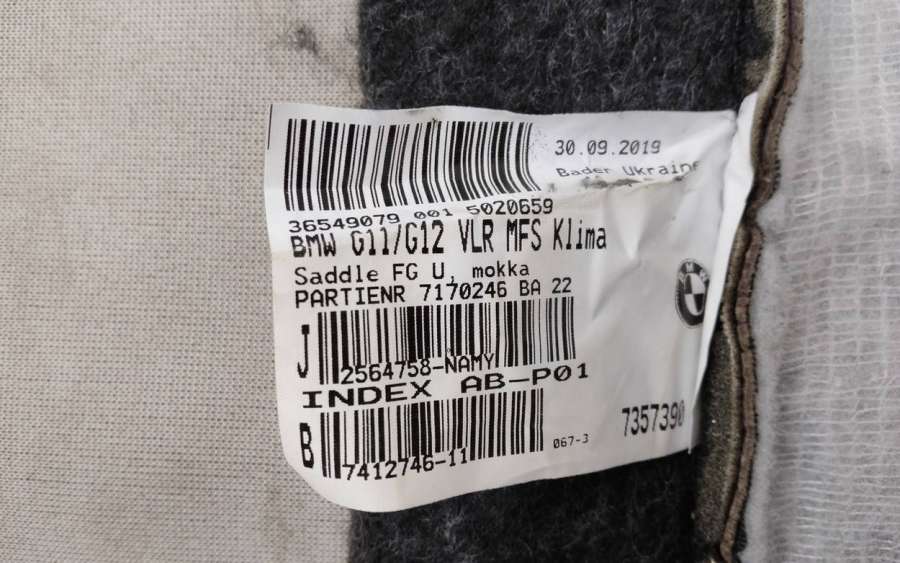 30.09.2019
Bader Ukraine
36549079 001 5020659
BMW G11/G12 VLR MFS Klima
Saddle FG U, mokka
PARTIENR 7170246 BA 22
J
2564758-NAMY
INDEX AB-P01
B
7412746-11
067-3
7357390
BMW